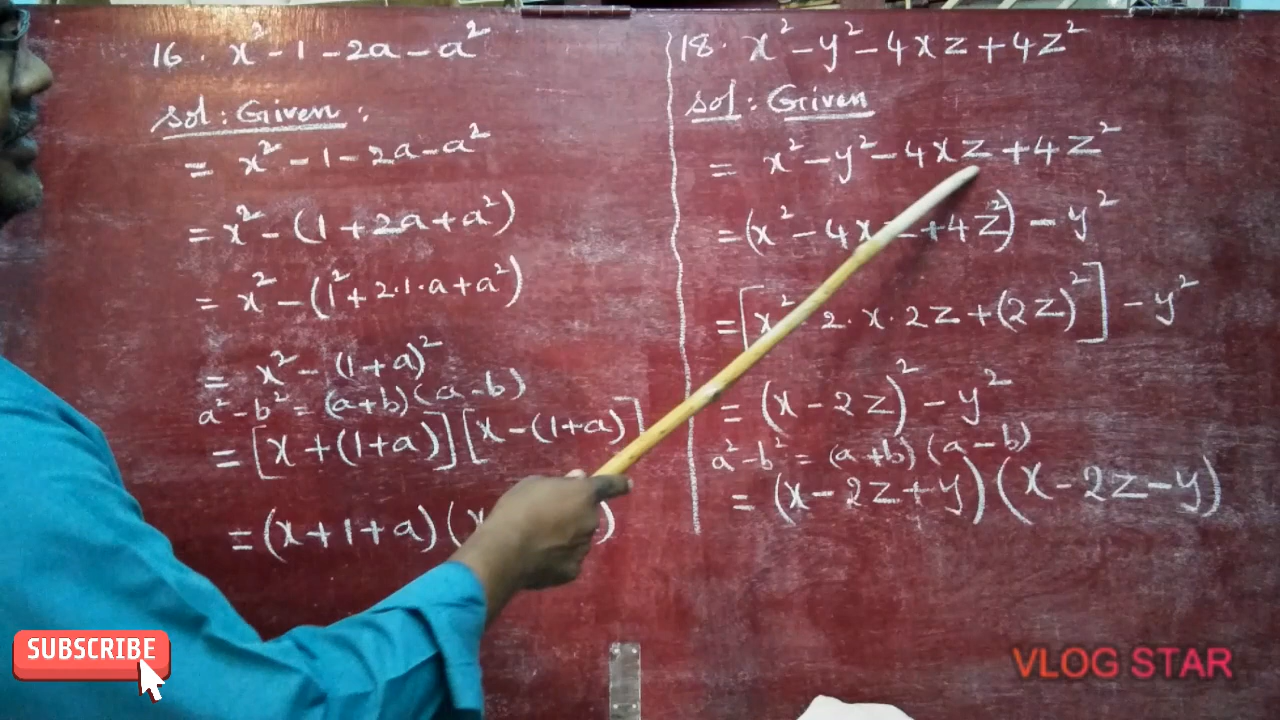 16. x² - 1 - 2a - a²
Sol: Given:
= x² - 1 - 2a - a²
= x² - (1 + 2a + a²)
= x² - (1² + 2·1·a + a²)
= x² - (1+a)²
a² - b² = (a+b)(a-b)
= [x + (1+a)][x - (1+a)]
= (x + 1 + a)(x )
18. x² - y² - 4xz + 4z²
Sol: Given
= x² - y² - 4xz + 4z²
= (x² - 4xz + 4z²) - y²
= [x² - 2·x·2z + (2z)²] - y²
= (x - 2z)² - y²
a² - b² = (a+b)(a-b)
= (x - 2z + y)(x - 2z - y)
SUBSCRIBE
VLOG STAR